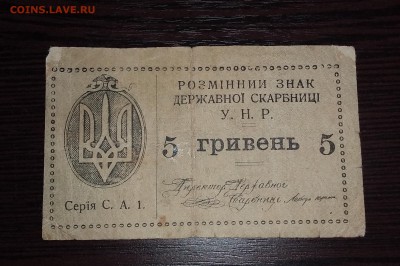 COINS.LAVE.RU
РОЗМІННИЙ ЗНАК
ДЕРЖАВНОЇ СКАРБНИЦІ
У. Н. Р.
5 гривень 5
Директор Державної
Скарбниці
Серія С. А. 1.